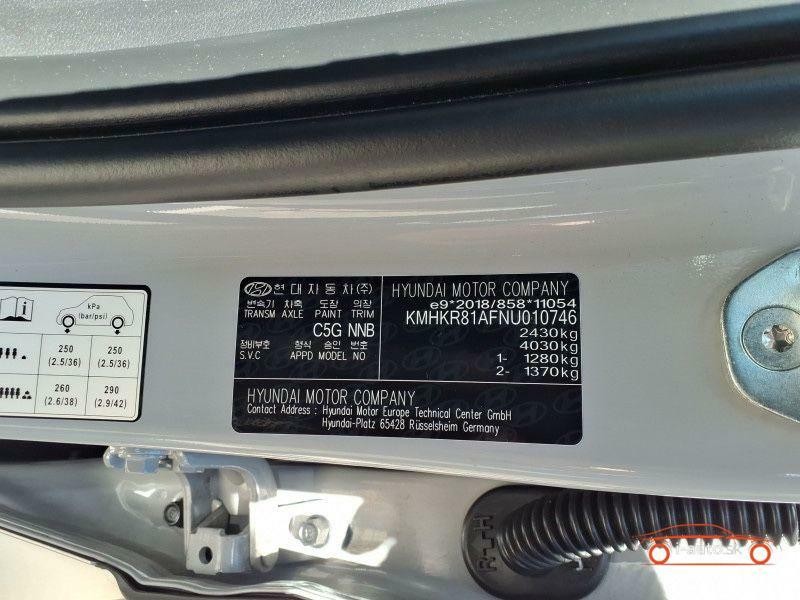 kPa
(bar/psi)
250 250
(2.5/36) (2.5/36)
260 290
(2.6/38) (2.9/42)
현대자동차(주)
변속기 차축 도장 의장
TRANSM AXLE PAINT TRIM
C5G NNB
정비부호 형식 승인 번호
S.V.C APPD MODEL NO
HYUNDAI MOTOR COMPANY
e9*2018/858*11054
KMHKR81AFNU010746
2430kg
4030kg
1- 1280kg
2- 1370kg
HYUNDAI MOTOR COMPANY
Contact Address : Hyundai Motor Europe Technical Center GmbH
Hyundai-Platz 65428 Rüsselsheim Germany
RH
auto.sk